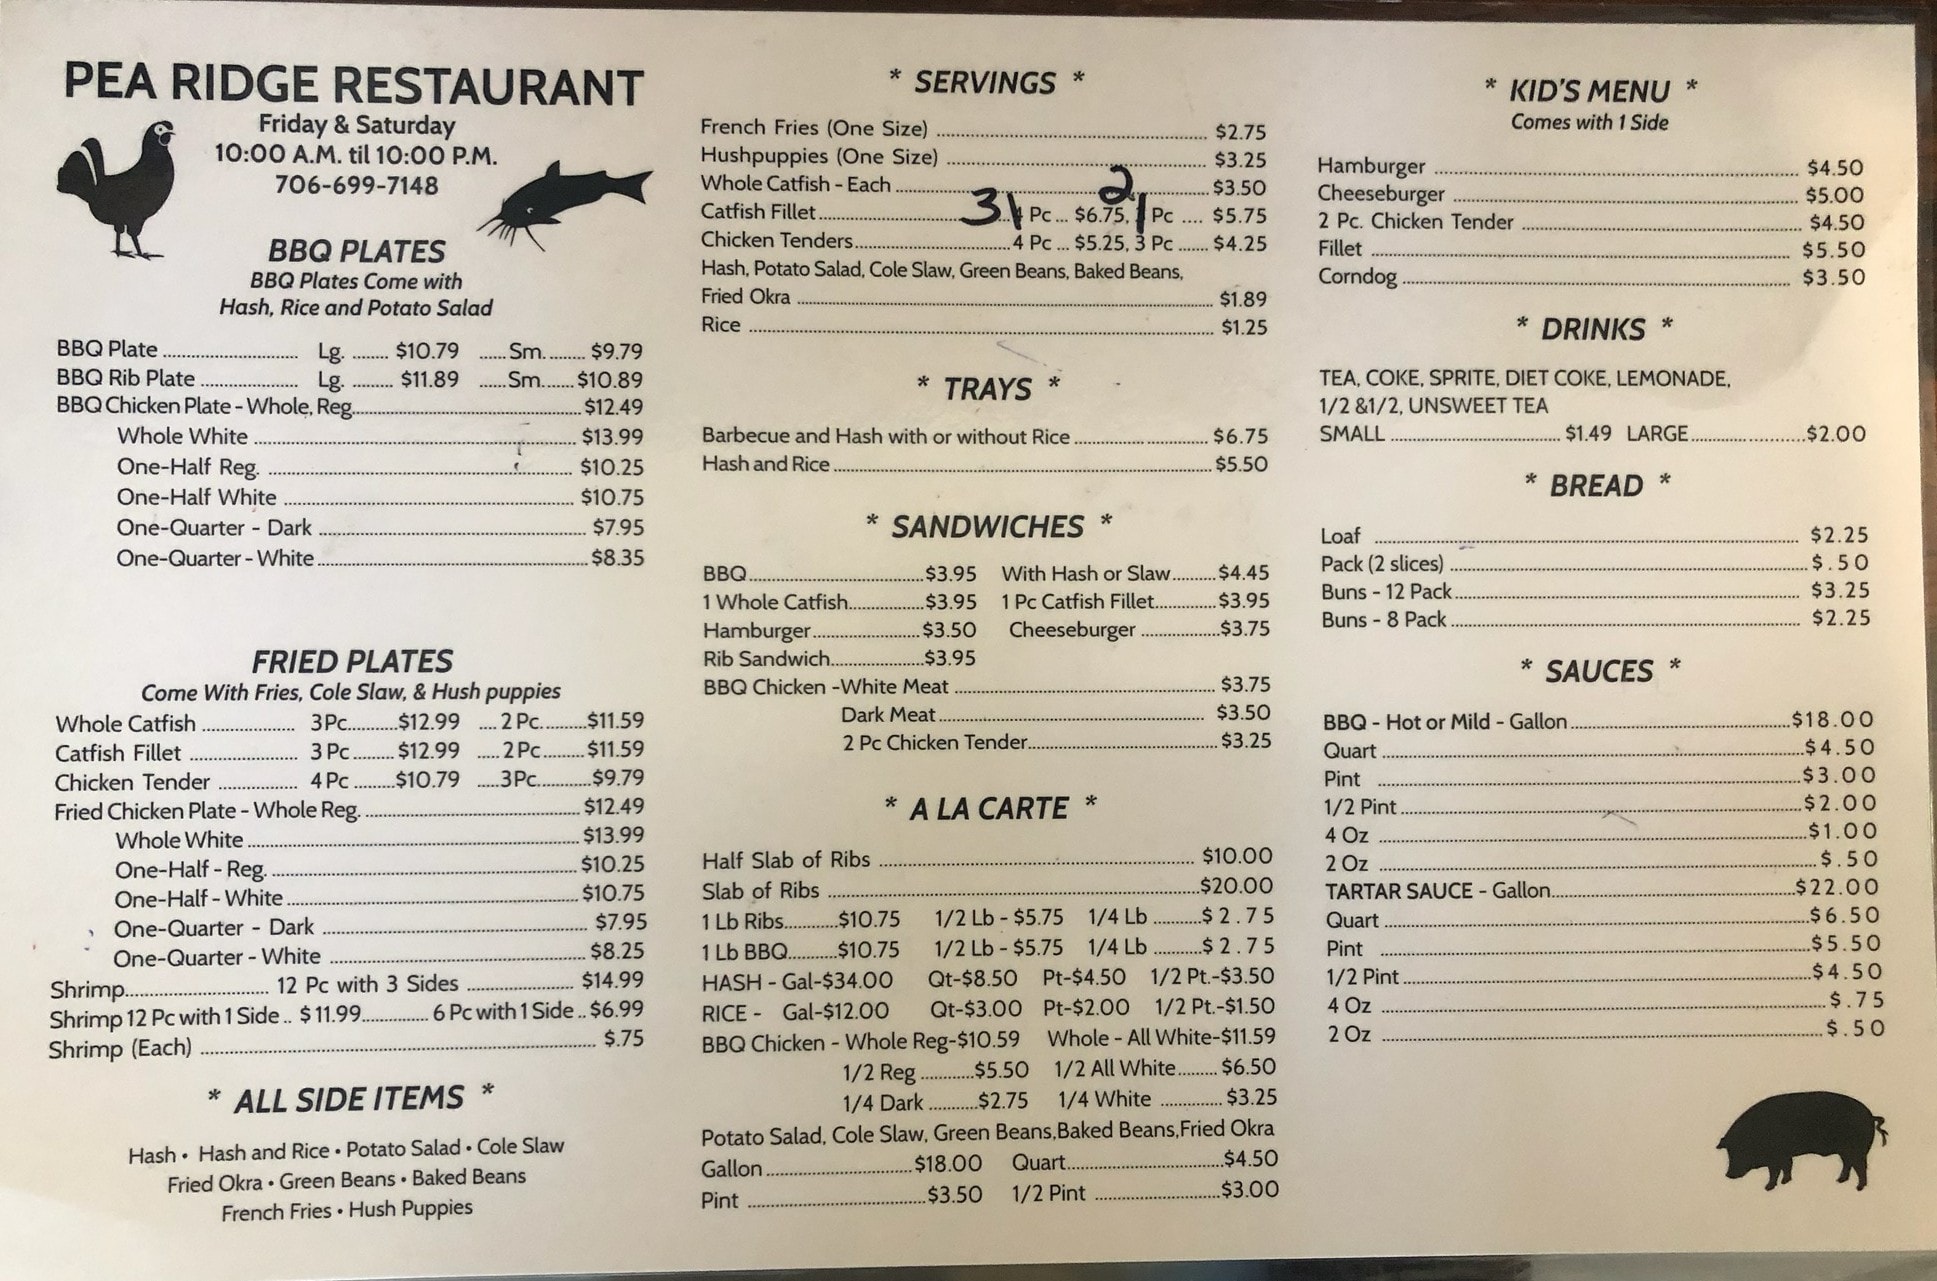 PEA RIDGE RESTAURANT
Friday & Saturday
10:00 A.M. til 10:00 P.M.
706-699-7148
BBQ PLATES
BBQ Plates Come with
Hash, Rice and Potato Salad
BBQ Plate Lg. $10.79 Sm. $9.79
BBQ Rib Plate Lg. $11.89 Sm. $10.89
BBQ Chicken Plate - Whole, Reg. $12.49
Whole White $13.99
One-Half Reg. $10.25
One-Half White $10.75
One-Quarter - Dark $7.95
One-Quarter - White $8.35
FRIED PLATES
Come With Fries, Cole Slaw, & Hush puppies
Whole Catfish 3 Pc. $12.99 2 Pc. $11.59
Catfish Fillet 3 Pc $12.99 2 Pc $11.59
Chicken Tender 4 Pc $10.79 3 Pc. $9.79
Fried Chicken Plate - Whole Reg. $12.49
Whole White $13.99
One-Half - Reg. $10.25
One-Half - White $10.75
One-Quarter - Dark $7.95
One-Quarter - White $8.25
Shrimp 12 Pc with 3 Sides $14.99
Shrimp 12 Pc with 1 Side .. $11.99 6 Pc with 1 Side .. $6.99
Shrimp (Each) $.75
* ALL SIDE ITEMS *
Hash • Hash and Rice • Potato Salad • Cole Slaw
Fried Okra • Green Beans • Baked Beans
French Fries • Hush Puppies
* SERVINGS *
French Fries (One Size) $2.75
Hushpuppies (One Size) $3.25
Whole Catfish - Each $3.50
Catfish Fillet 3 Pc ... $6.75, 2 Pc .... $5.75
Chicken Tenders 4 Pc ... $5.25, 3 Pc $4.25
Hash, Potato Salad, Cole Slaw, Green Beans, Baked Beans,
Fried Okra $1.89
Rice $1.25
* TRAYS *
Barbecue and Hash with or without Rice $6.75
Hash and Rice $5.50
* SANDWICHES *
BBQ $3.95 With Hash or Slaw $4.45
1 Whole Catfish $3.95 1 Pc Catfish Fillet $3.95
Hamburger $3.50 Cheeseburger $3.75
Rib Sandwich $3.95
BBQ Chicken -White Meat $3.75
Dark Meat $3.50
2 Pc Chicken Tender $3.25
* A LA CARTE *
Half Slab of Ribs $10.00
Slab of Ribs $20.00
1 Lb Ribs $10.75 1/2 Lb - $5.75 1/4 Lb $2.75
1 Lb BBQ $10.75 1/2 Lb - $5.75 1/4 Lb $2.75
HASH - Gal-$34.00 Qt-$8.50 Pt-$4.50 1/2 Pt.-$3.50
RICE - Gal-$12.00 Qt-$3.00 Pt-$2.00 1/2 Pt.-$1.50
BBQ Chicken - Whole Reg-$10.59 Whole - All White-$11.59
1/2 Reg $5.50 1/2 All White $6.50
1/4 Dark $2.75 1/4 White $3.25
Potato Salad, Cole Slaw, Green Beans,Baked Beans,Fried Okra
Gallon $18.00 Quart $4.50
Pint $3.50 1/2 Pint $3.00
* KID'S MENU *
Comes with 1 Side
Hamburger $4.50
Cheeseburger $5.00
2 Pc. Chicken Tender $4.50
Fillet $5.50
Corndog $3.50
* DRINKS *
TEA, COKE, SPRITE, DIET COKE, LEMONADE,
1/2 &1/2, UNSWEET TEA
SMALL $1.49 LARGE $2.00
* BREAD *
Loaf $2.25
Pack (2 slices) $.50
Buns - 12 Pack $3.25
Buns - 8 Pack $2.25
* SAUCES *
BBQ - Hot or Mild - Gallon $18.00
Quart $4.50
Pint $3.00
1/2 Pint $2.00
4 Oz $1.00
2 Oz $.50
TARTAR SAUCE - Gallon $22.00
Quart $6.50
Pint $5.50
1/2 Pint $4.50
4 Oz $.75
2 Oz $.50